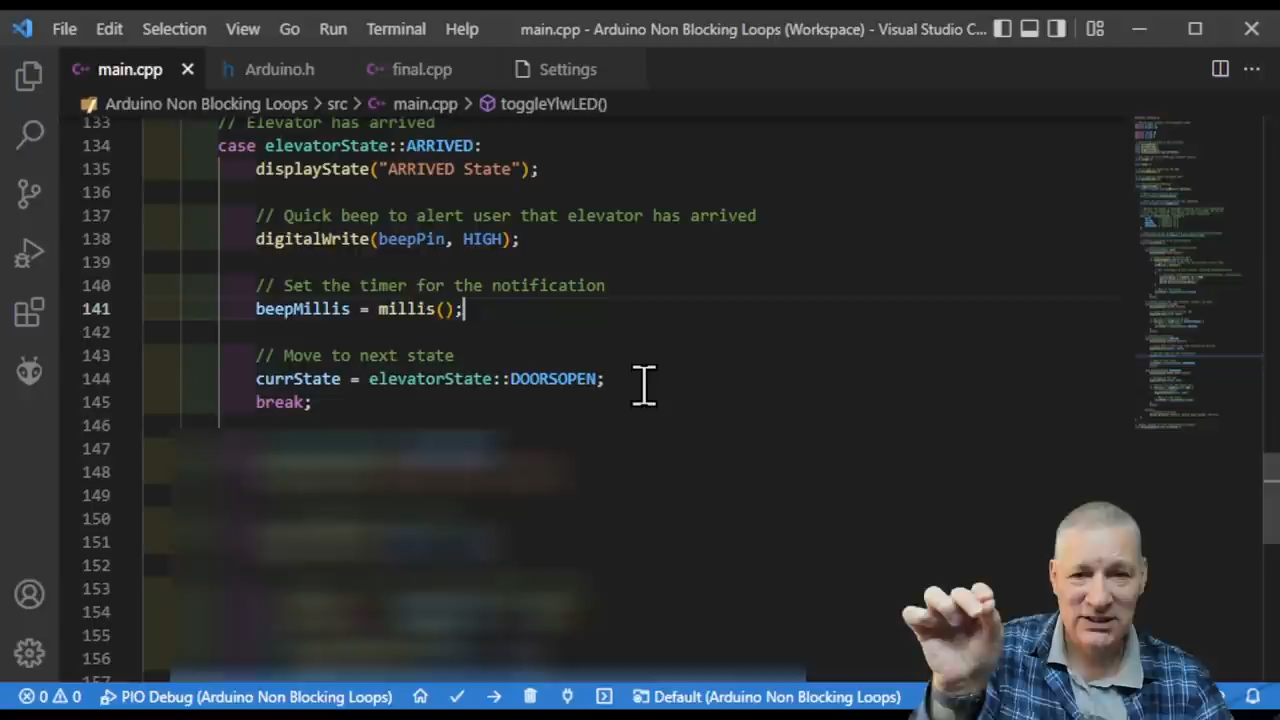 File Edit Selection View Go Run Terminal Help main.cpp - Arduino Non Blocking Loops (Workspace) - Visual Studio C...
main.cpp Arduino.h final.cpp Settings
Arduino Non Blocking Loops > src > main.cpp > toggleYlwLED()
133 // Elevator has arrived
134 case elevatorState::ARRIVED:
135 displayState("ARRIVED State");
136
137 // Quick beep to alert user that elevator has arrived
138 digitalWrite(beepPin, HIGH);
139
140 // Set the timer for the notification
141 beepMillis = millis();
142
143 // Move to next state
144 currState = elevatorState::DOORSOPEN;
145 break;
146
147
148
149
150
151
152
153
154
155
156
157
0 0 PIO Debug (Arduino Non Blocking Loops) Default (Arduino Non Blocking Loops)